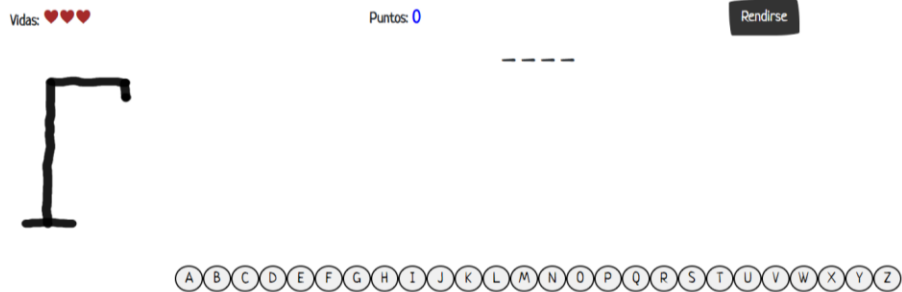 Vidas:
Puntos: 0
Rendirse
_ _ _ _
A B C D E F G H I J K L M N O P Q R S T U V W X Y Z